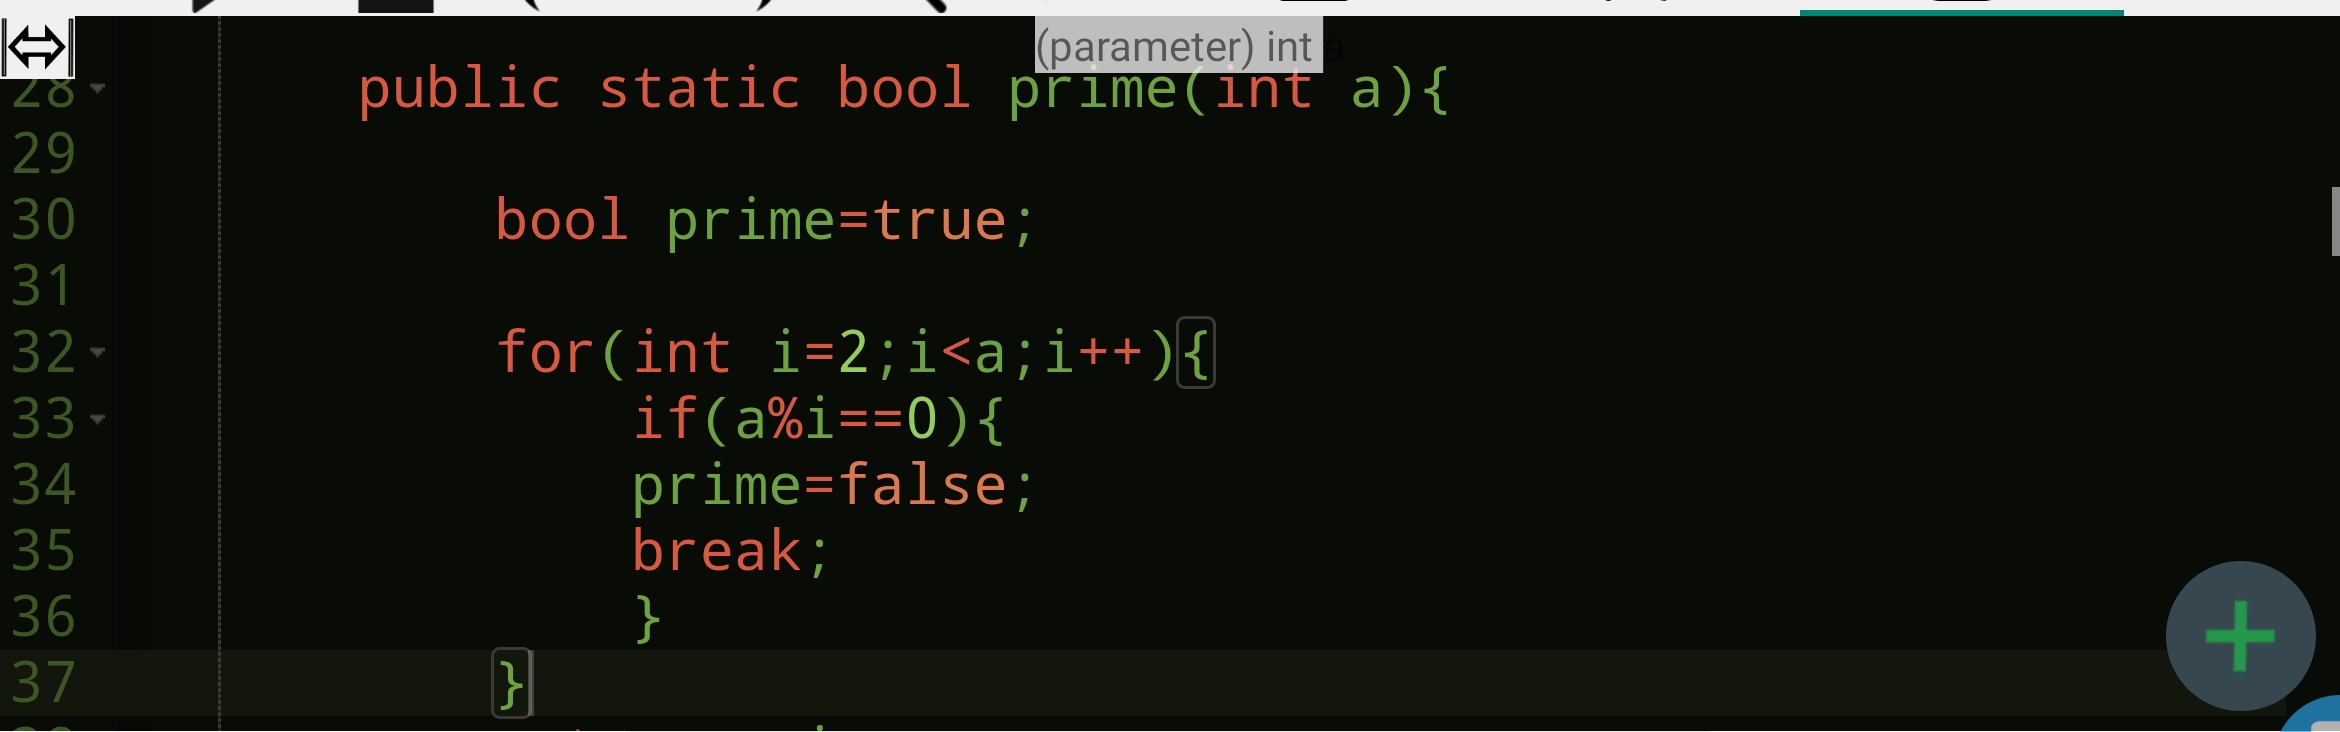 (parameter) int a
28 public static bool prime(int a){
29
30 bool prime=true;
31
32 for(int i=2;i<a;i++){
33 if(a%i==0){
34 prime=false;
35 break;
36 }
37 }